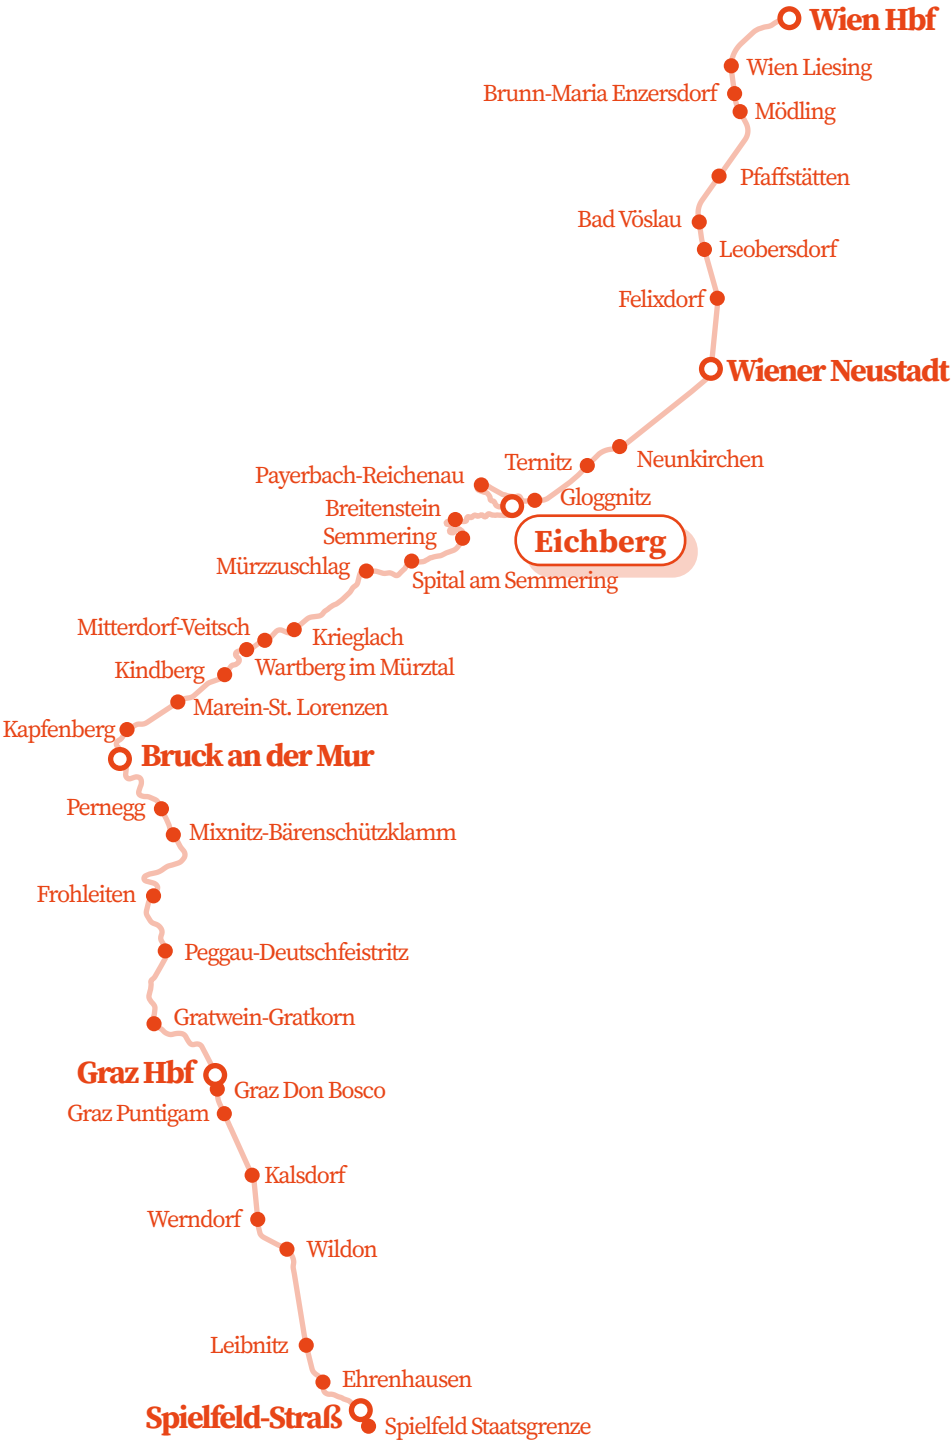 Wien Hbf
Wien Liesing
Brunn-Maria Enzersdorf
Mödling
Pfaffstätten
Bad Vöslau
Leobersdorf
Felixdorf
Wiener Neustadt
Neunkirchen
Ternitz
Payerbach-Reichenau
Gloggnitz
Breitenstein
Semmering
Eichberg
Mürzzuschlag
Spital am Semmering
Mitterdorf-Veitsch
Krieglach
Kindberg
Wartberg im Mürztal
Marein-St. Lorenzen
Kapfenberg
Bruck an der Mur
Pernegg
Mixnitz-Bärenschützklamm
Frohleiten
Peggau-Deutschfeistritz
Gratwein-Gratkorn
Graz Hbf
Graz Don Bosco
Graz Puntigam
Kalsdorf
Werndorf
Wildon
Leibnitz
Ehrenhausen
Spielfeld-Straß
Spielfeld Staatsgrenze